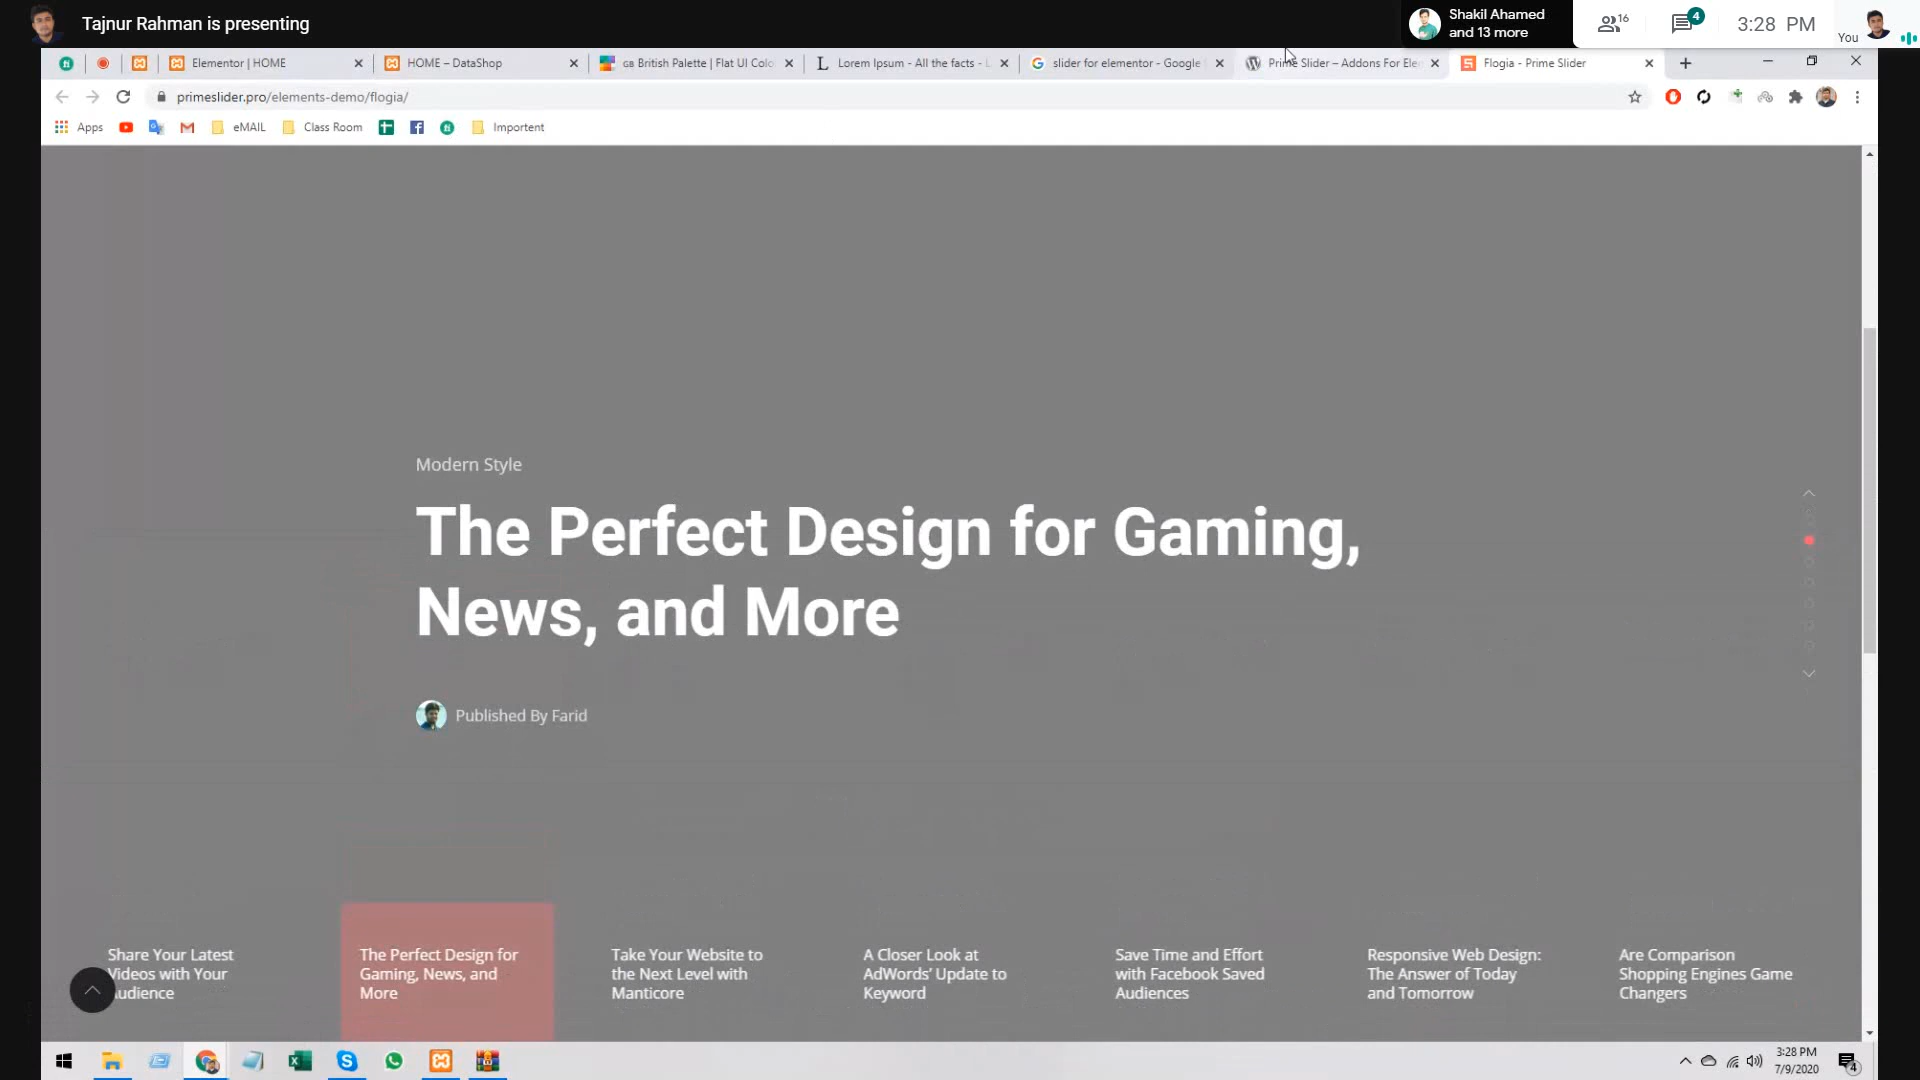 Tajnur Rahman is presenting
Shakil Ahamed
and 13 more
16
4
3:28 PM
You
Elementor | HOME
HOME – DataShop
GB British Palette | Flat UI Colo
Lorem Ipsum - All the facts - L
slider for elementor - Google
Prime Slider – Addons For Ele
Flogia - Prime Slider
primeslider.pro/elements-demo/flogia/
Apps
eMAIL
Class Room
Importent
Modern Style
The Perfect Design for Gaming,
News, and More
Published By Farid
Share Your Latest
Videos with Your
Audience
The Perfect Design for
Gaming, News, and
More
Take Your Website to
the Next Level with
Manticore
A Closer Look at
AdWords’ Update to
Keyword
Save Time and Effort
with Facebook Saved
Audiences
Responsive Web Design:
The Answer of Today
and Tomorrow
Are Comparison
Shopping Engines Game
Changers
3:28 PM
7/9/2020
4